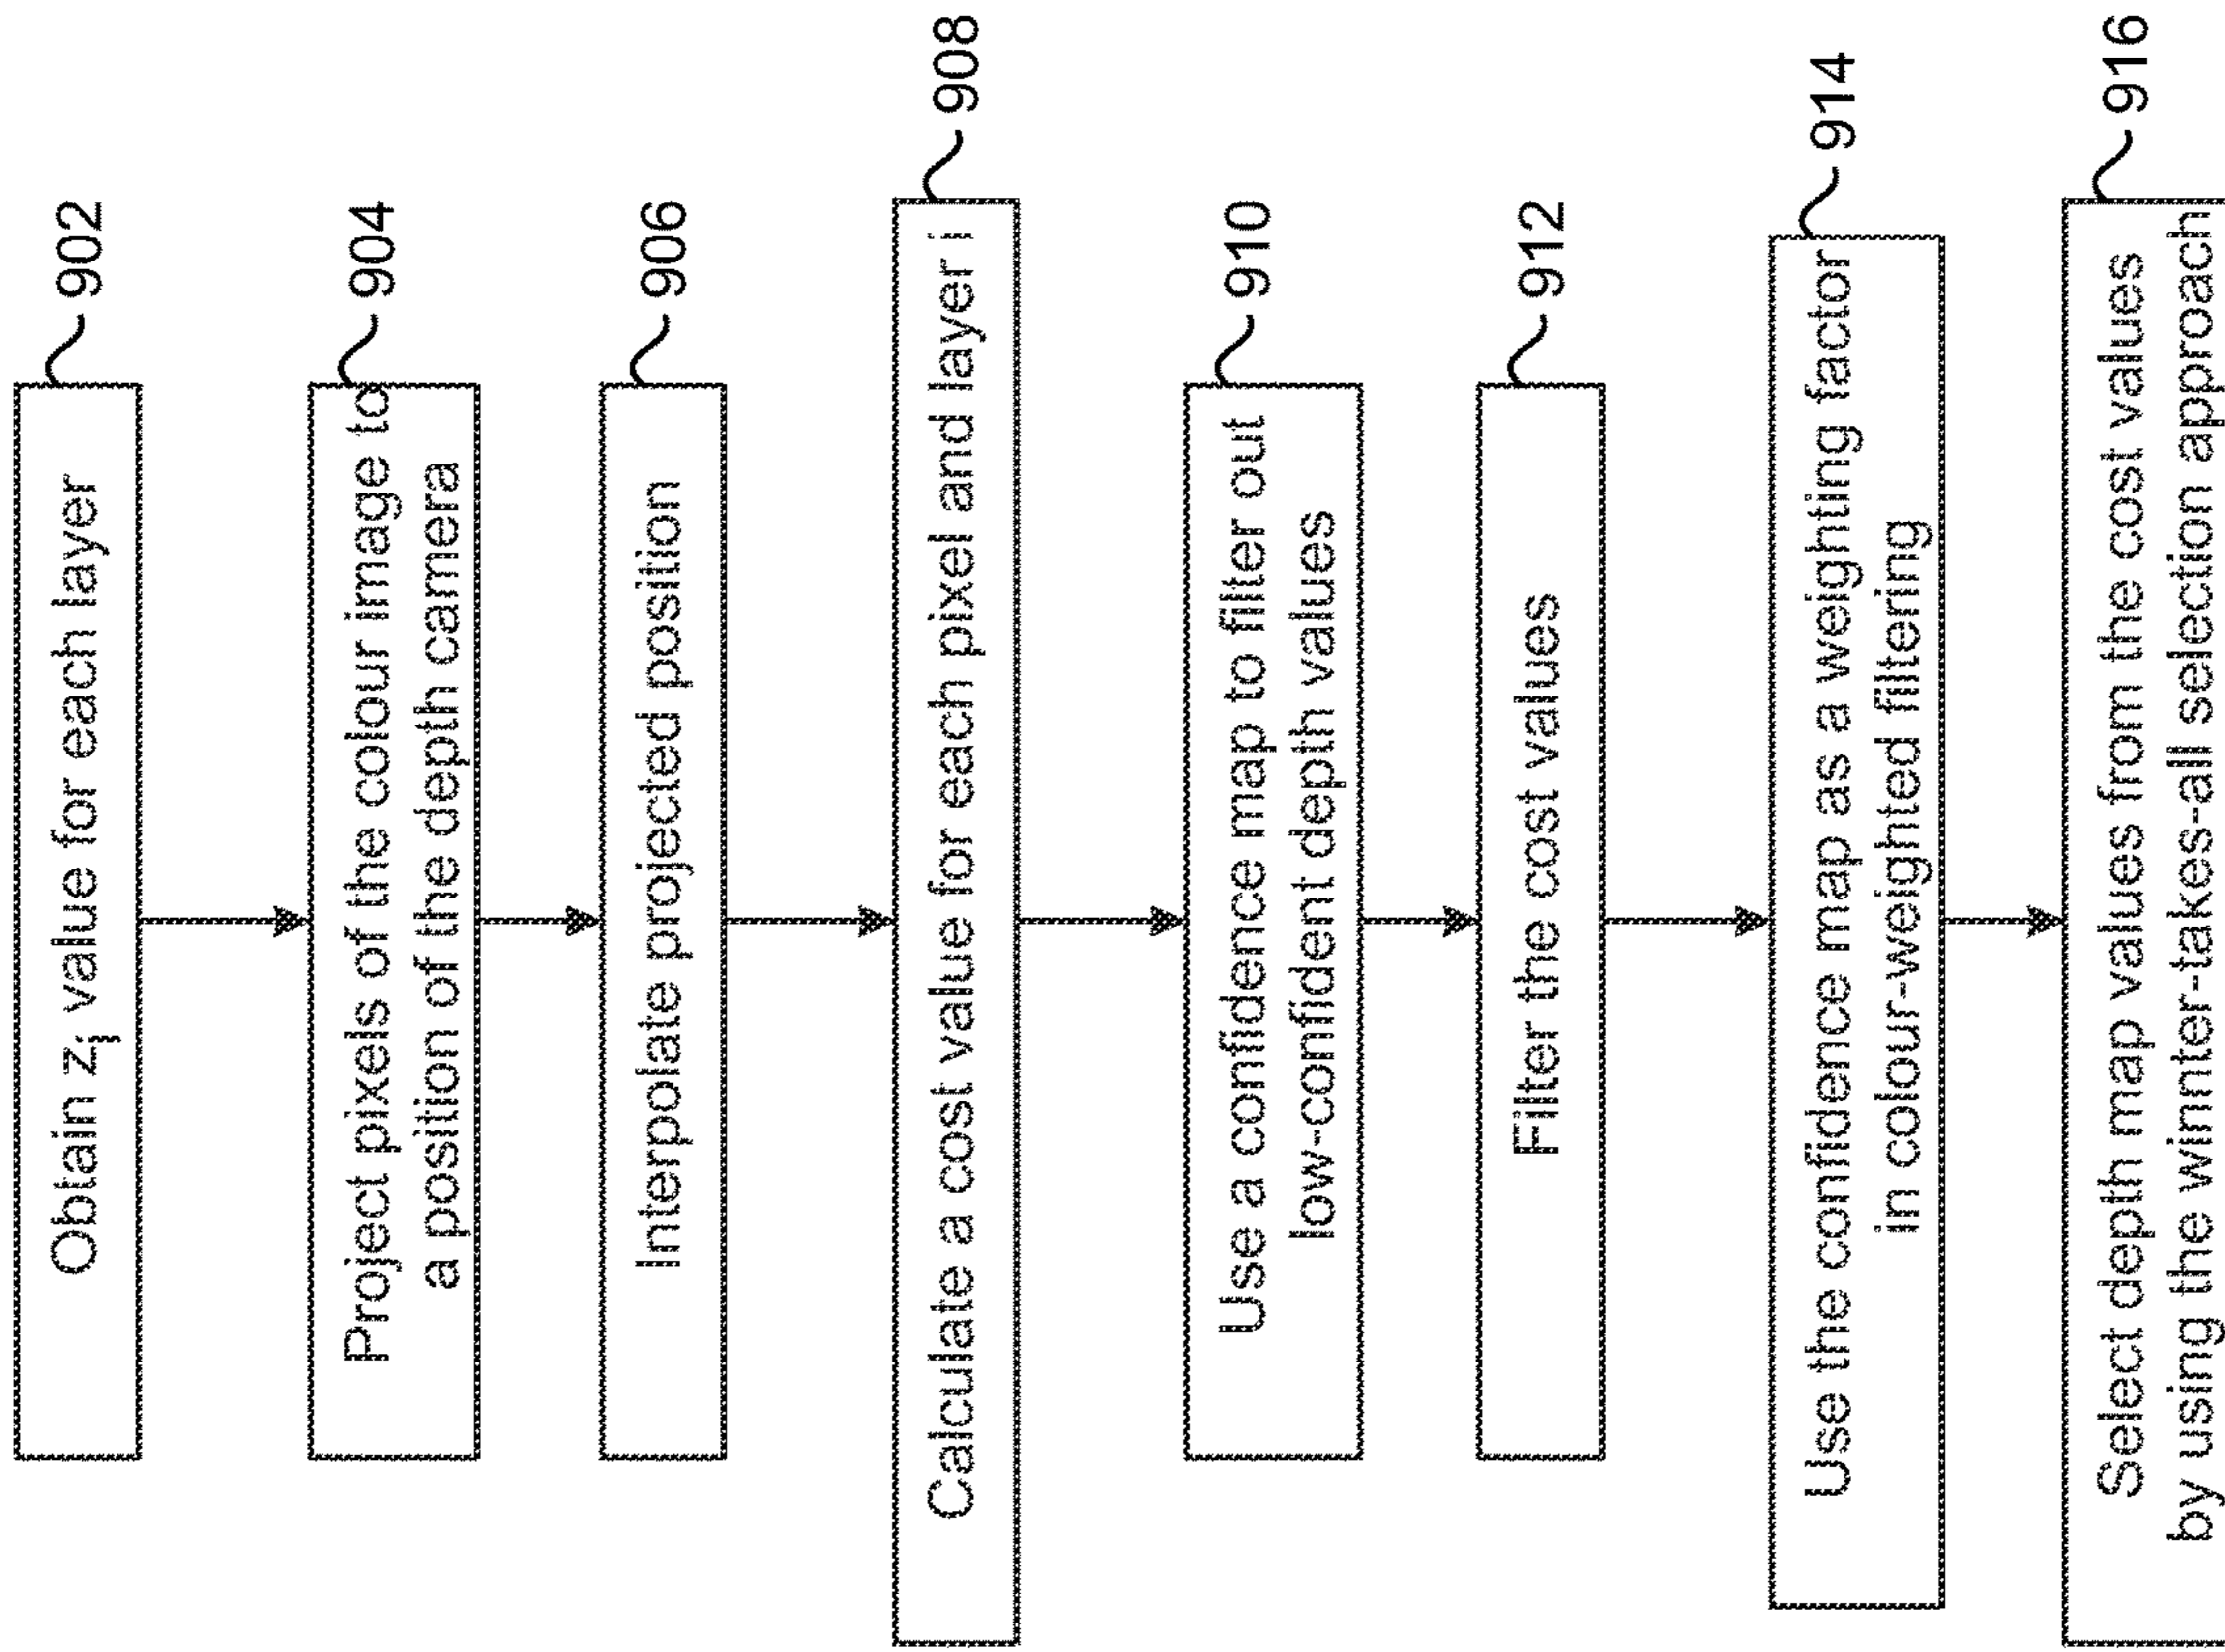 Obtain zi value for each layer
902
Project pixels of the colour image to
a position of the depth camera
904
Interpolate projected position
906
Calculate a cost value for each pixel and layer i
908
Use a confidence map to filter out
low-confident depth values
910
Filter the cost values
912
Use the confidence map as a weighting factor
in colour-weighted filtering
914
Select depth map values from the cost values
by using the winnter-takes-all selection approach
916